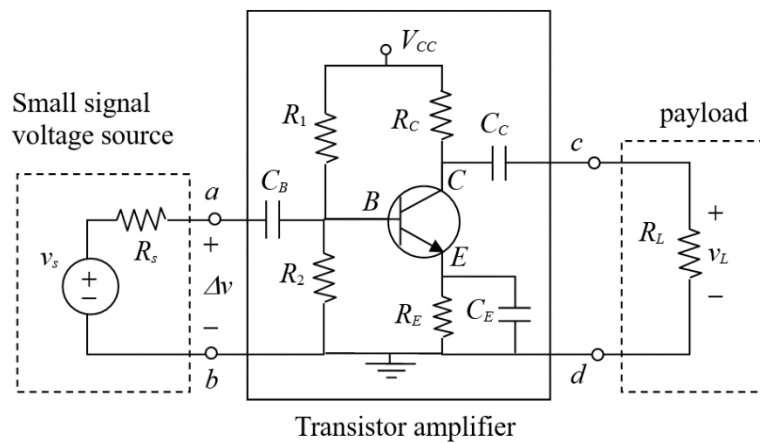 V_CC
Small signal
voltage source
payload
R_1
R_C
C_C
c
a
C_B
B
C
R_s
v_s
+
−
+
Δv
−
R_2
E
R_E
C_E
R_L
+
v_L
−
b
d
Transistor amplifier